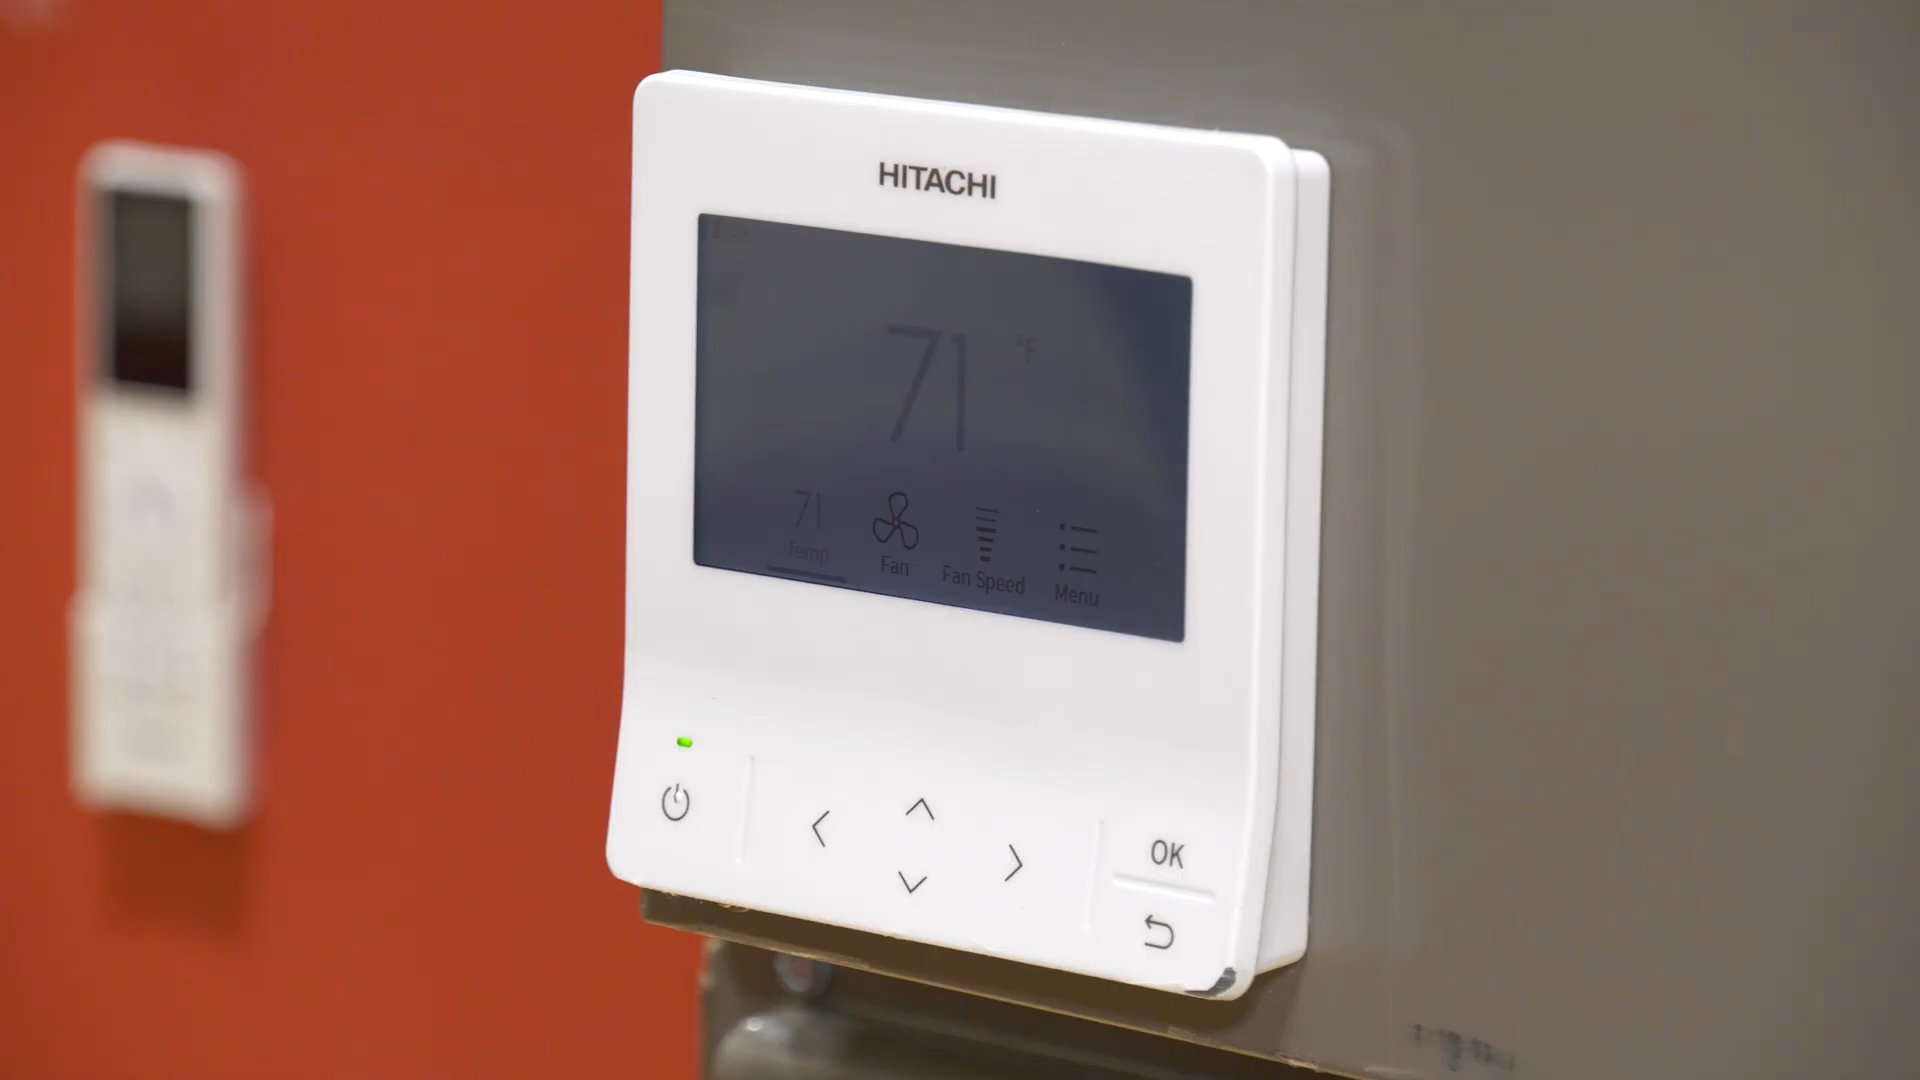 HITACHI
71 °F
71
Temp
Fan
Fan Speed
Menu
OK